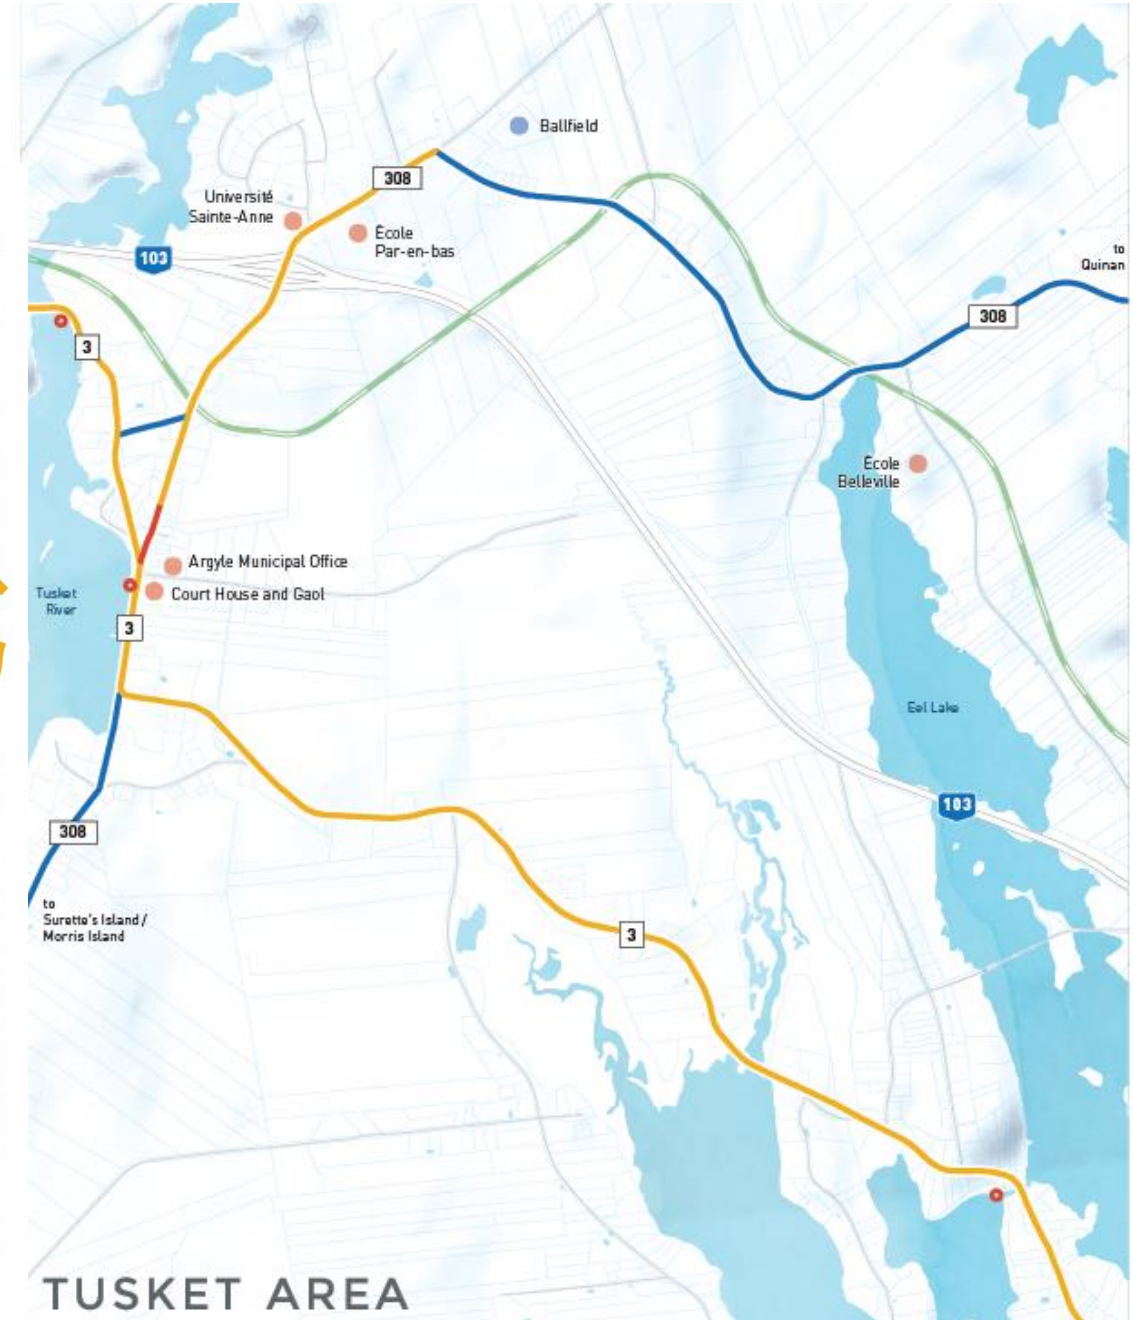 Ballfield
308
Université
Sainte-Anne
École
Par-en-bas
103
to
Quinan
308
3
École
Belleville
Argyle Municipal Office
Court House and Gaol
Tusket
River
3
Eel Lake
103
308
to
Surette's Island /
Morris Island
3
TUSKET AREA